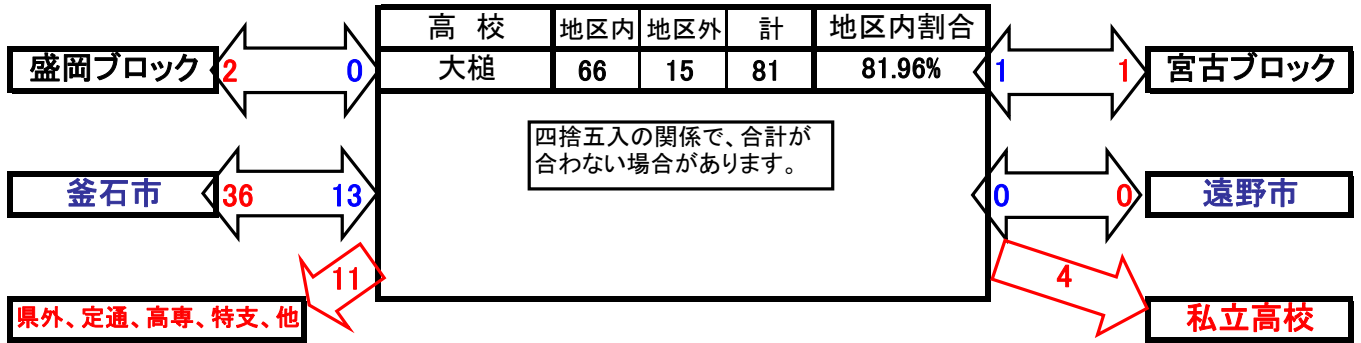 高 校 地区内 地区外 計 地区内割合
大槌 66 15 81 81.96%
盛岡ブロック 2 0
1 1 宮古ブロック
四捨五入の関係で、合計が
合わない場合があります。
釜石市 36 13
0 0 遠野市
11
県外、定通、高専、特支、他
4
私立高校